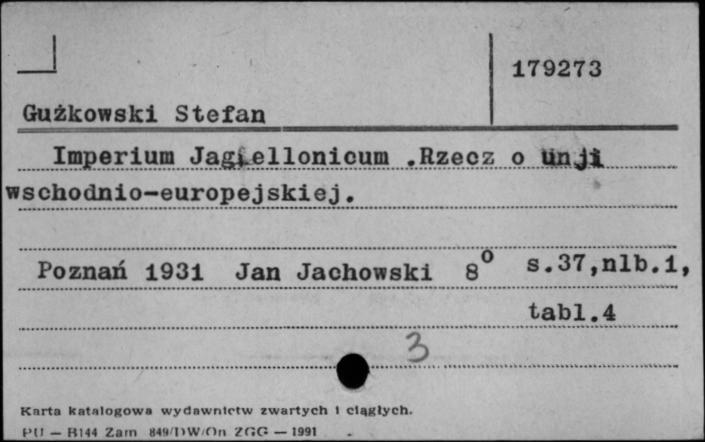 179273
Gużkowski Stefan
Imperium Jagiellonicum .Rzecz o unji
wschodnio-europejskiej.
Poznań 1931 Jan Jachowski 8° s.37,nlb.1,
tabl.4
3
Karta katalogowa wydawnictw zwartych i ciągłych.
PU — B144 Zam 849/DW/On ZGG — 1991